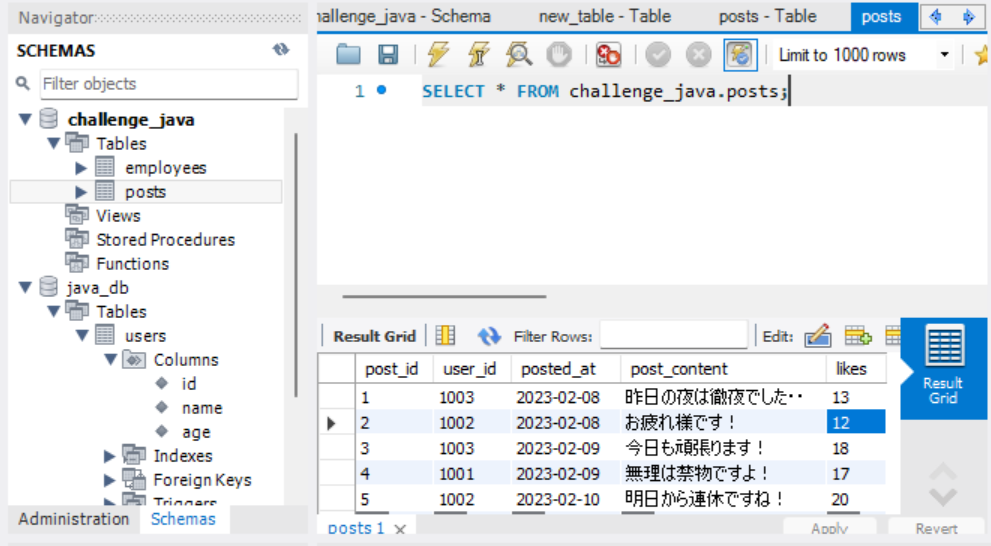 Navigator
SCHEMAS
Filter objects
challenge_java
Tables
employees
posts
Views
Stored Procedures
Functions
java_db
Tables
users
Columns
id
name
age
Indexes
Foreign Keys
Triggers
Administration Schemas
hallenge_java - Schema new_table - Table posts - Table posts
Limit to 1000 rows
1 SELECT * FROM challenge_java.posts;
Result Grid Filter Rows: Edit:
Result
Grid
post_id user_id posted_at post_content likes
1 1003 2023-02-08 昨日の夜は徹夜でした・・ 13
2 1002 2023-02-08 お疲れ様です！ 12
3 1003 2023-02-09 今日も頑張ります！ 18
4 1001 2023-02-09 無理は禁物ですよ！ 17
5 1002 2023-02-10 明日から連休ですね！ 20
posts 1 Apply Revert